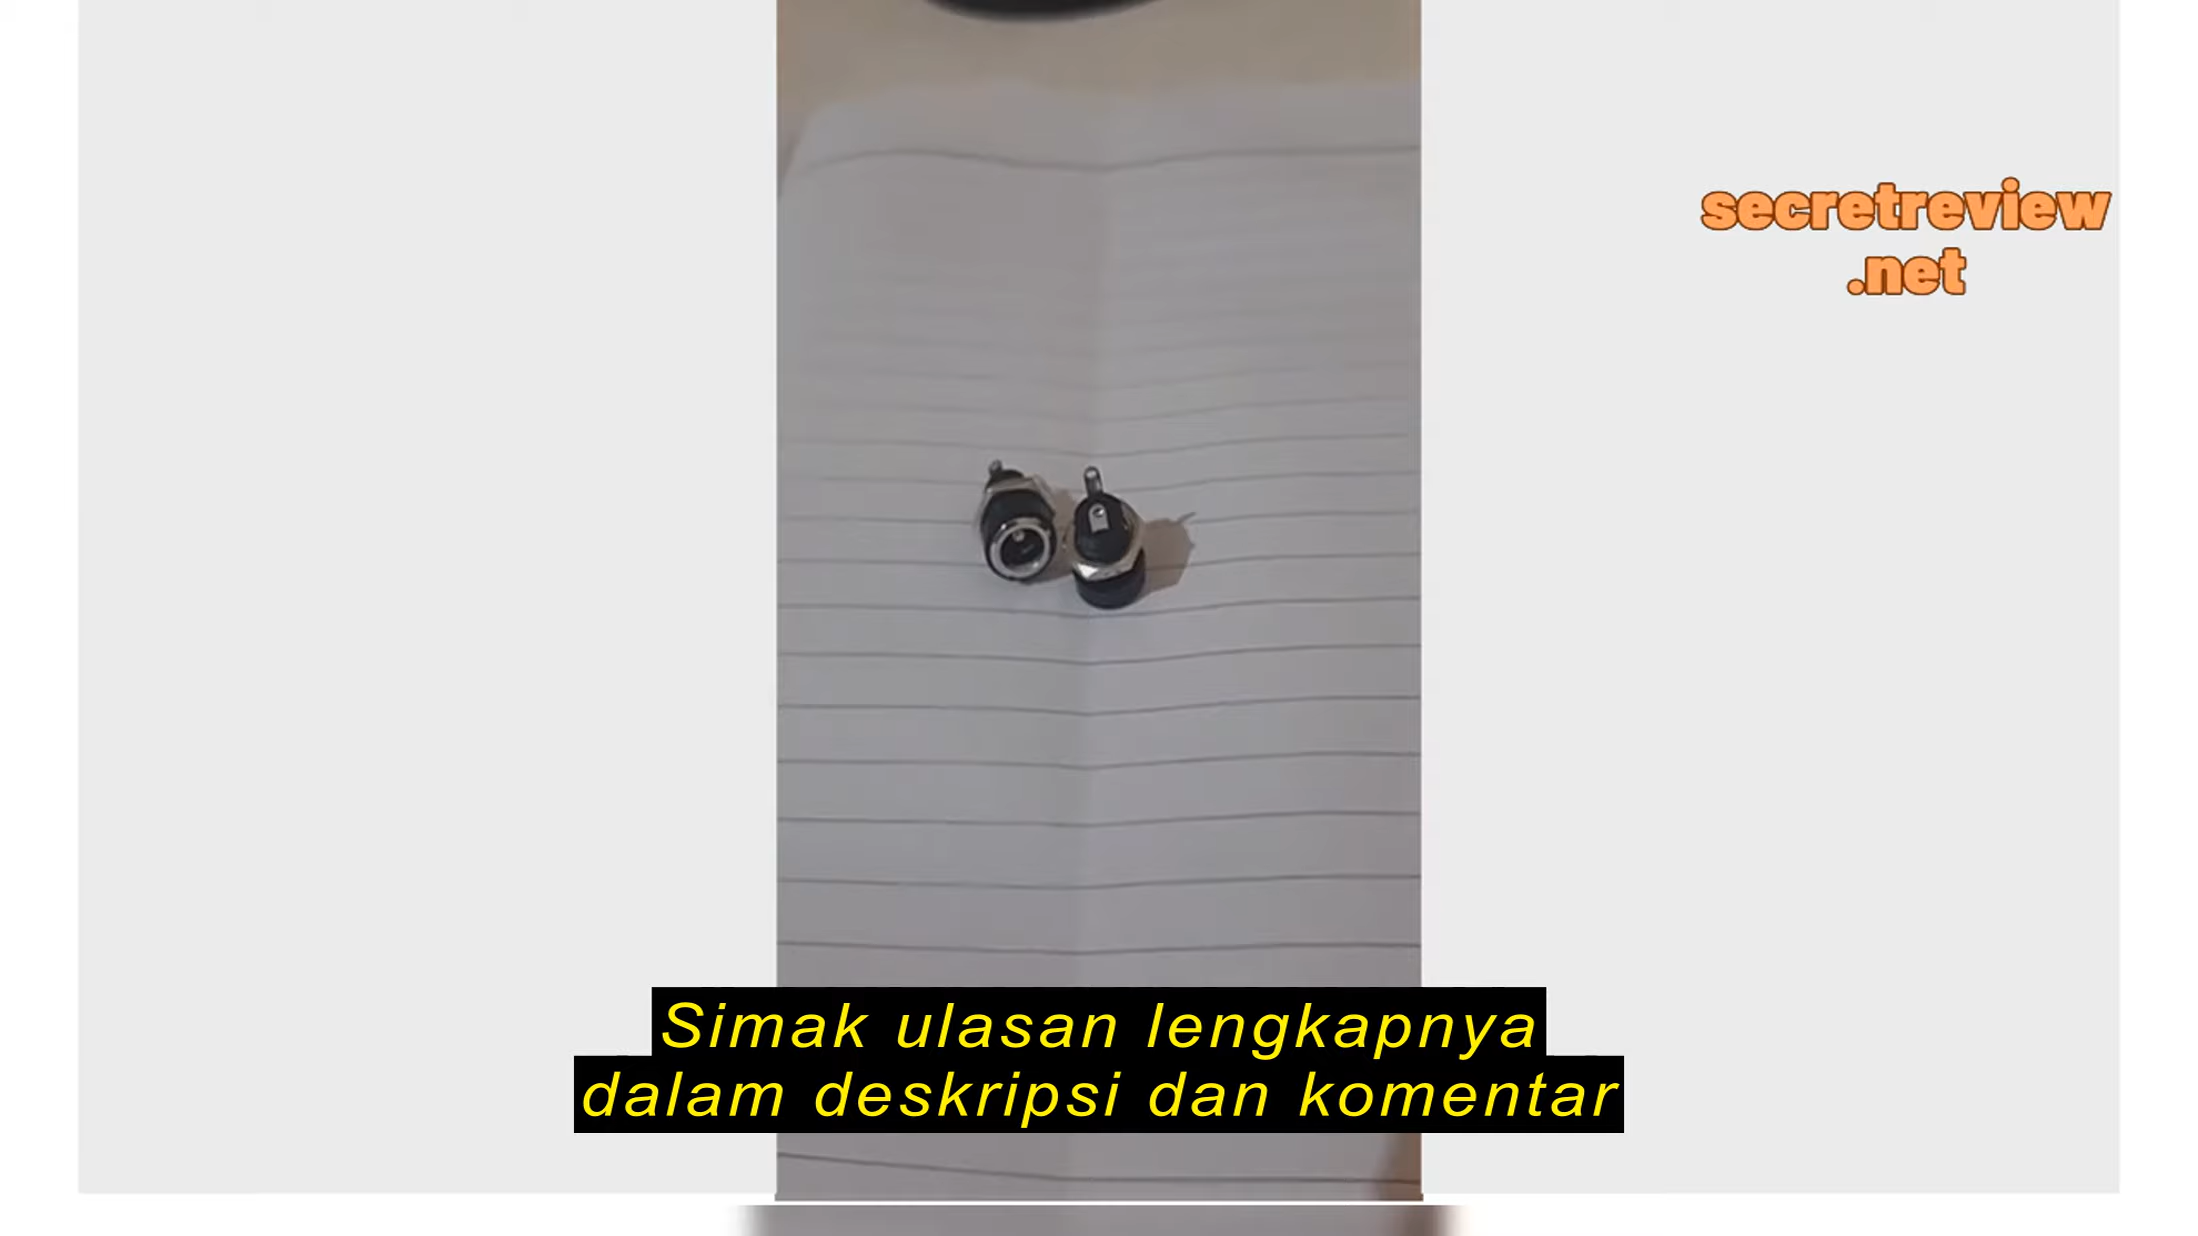 secretreview
.net
Simak ulasan lengkapnya
dalam deskripsi dan komentar